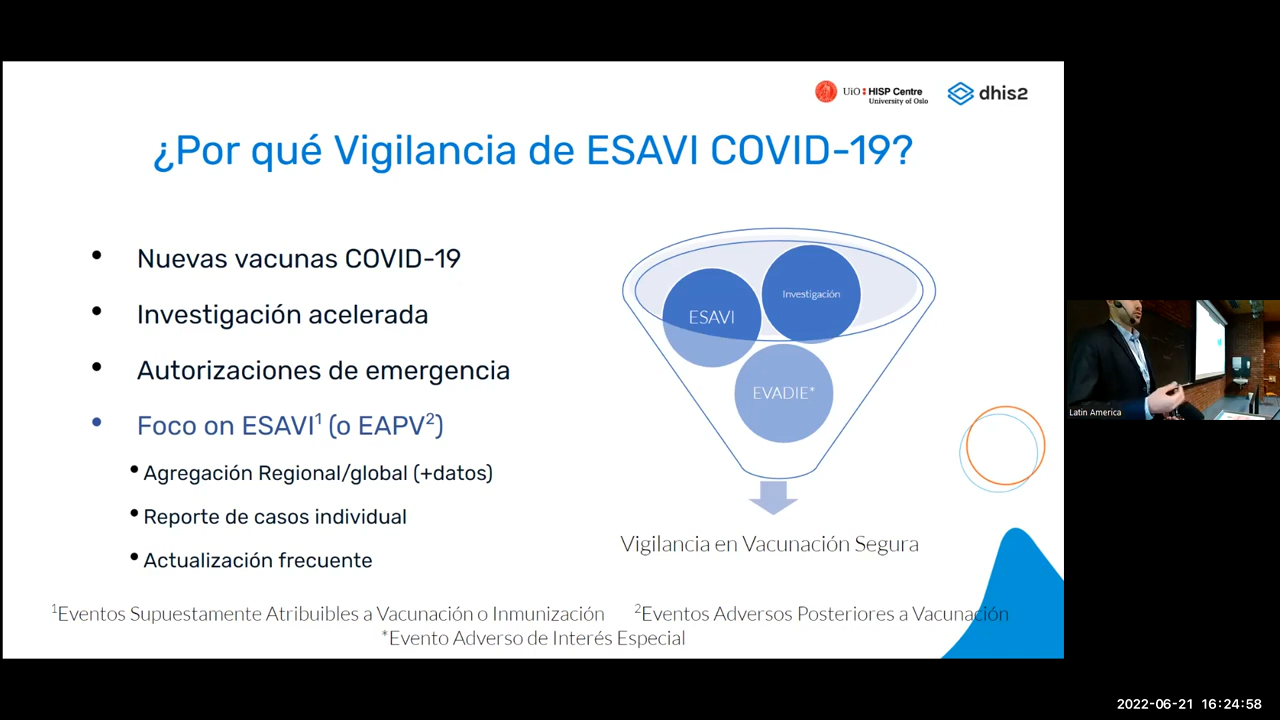 UiO HISP Centre
University of Oslo
dhis2
¿Por qué Vigilancia de ESAVI COVID-19?
• Nuevas vacunas COVID-19
• Investigación acelerada
• Autorizaciones de emergencia
• Foco on ESAVI¹ (o EAPV²)
• Agregación Regional/global (+datos)
• Reporte de casos individual
• Actualización frecuente
ESAVI
Investigación
EVADIE*
Vigilancia en Vacunación Segura
¹Eventos Supuestamente Atribuibles a Vacunación o Inmunización
²Eventos Adversos Posteriores a Vacunación
*Evento Adverso de Interés Especial
Latin America
2022-06-21 16:24:58